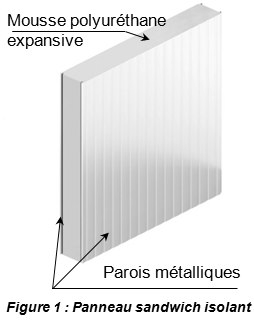 Mousse polyuréthane
expansive
Parois métalliques
Figure 1 : Panneau sandwich isolant